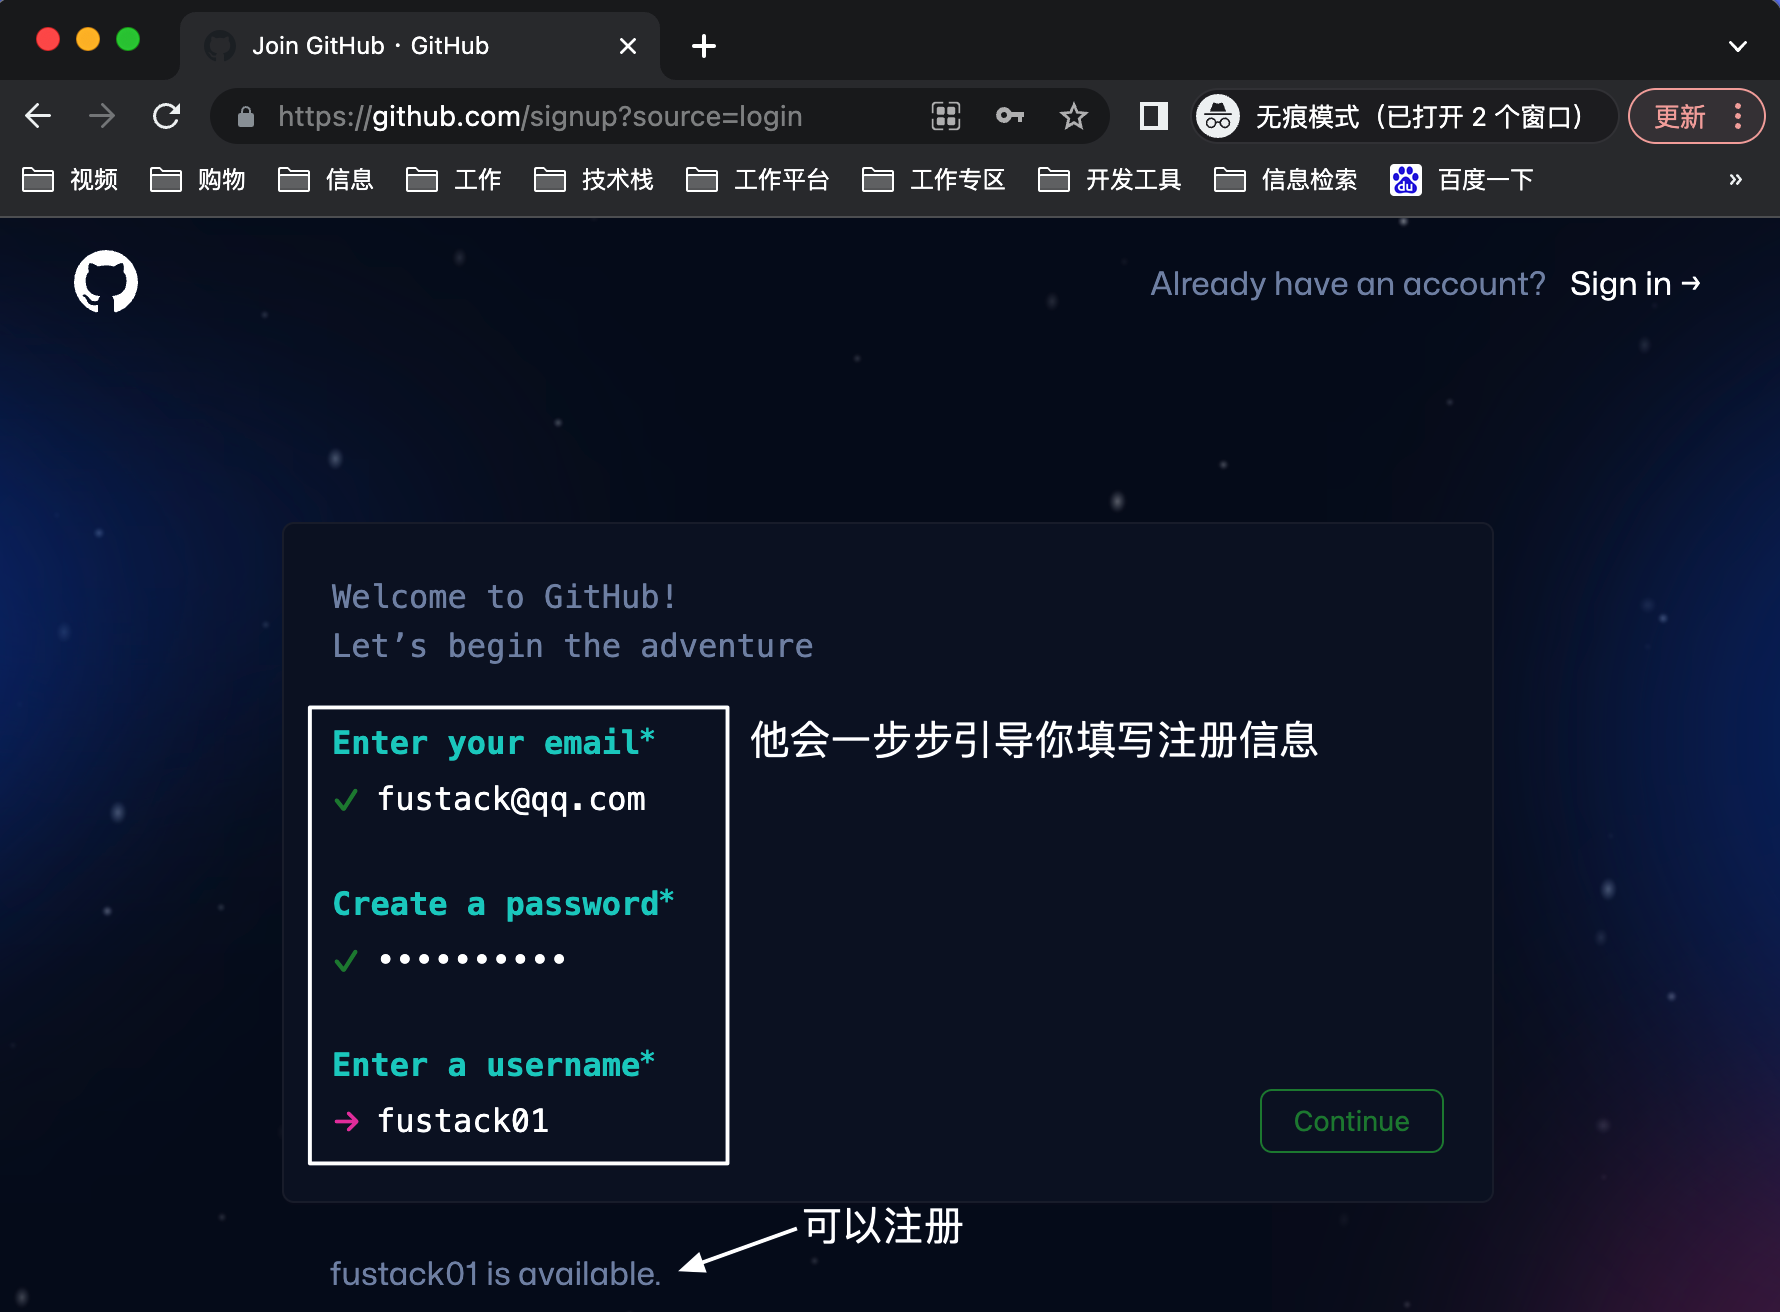 Join GitHub · GitHub
https://github.com/signup?source=login
无痕模式（已打开 2 个窗口）
更新
视频 购物 信息 工作 技术栈 工作平台 工作专区 开发工具 信息检索 du 百度一下 »
Already have an account? Sign in →
Welcome to GitHub!
Let’s begin the adventure
Enter your email*
他会一步步引导你填写注册信息
✓ fustack@qq.com
Create a password*
✓ ••••••••••
Enter a username*
→ fustack01
Continue
可以注册
fustack01 is available.